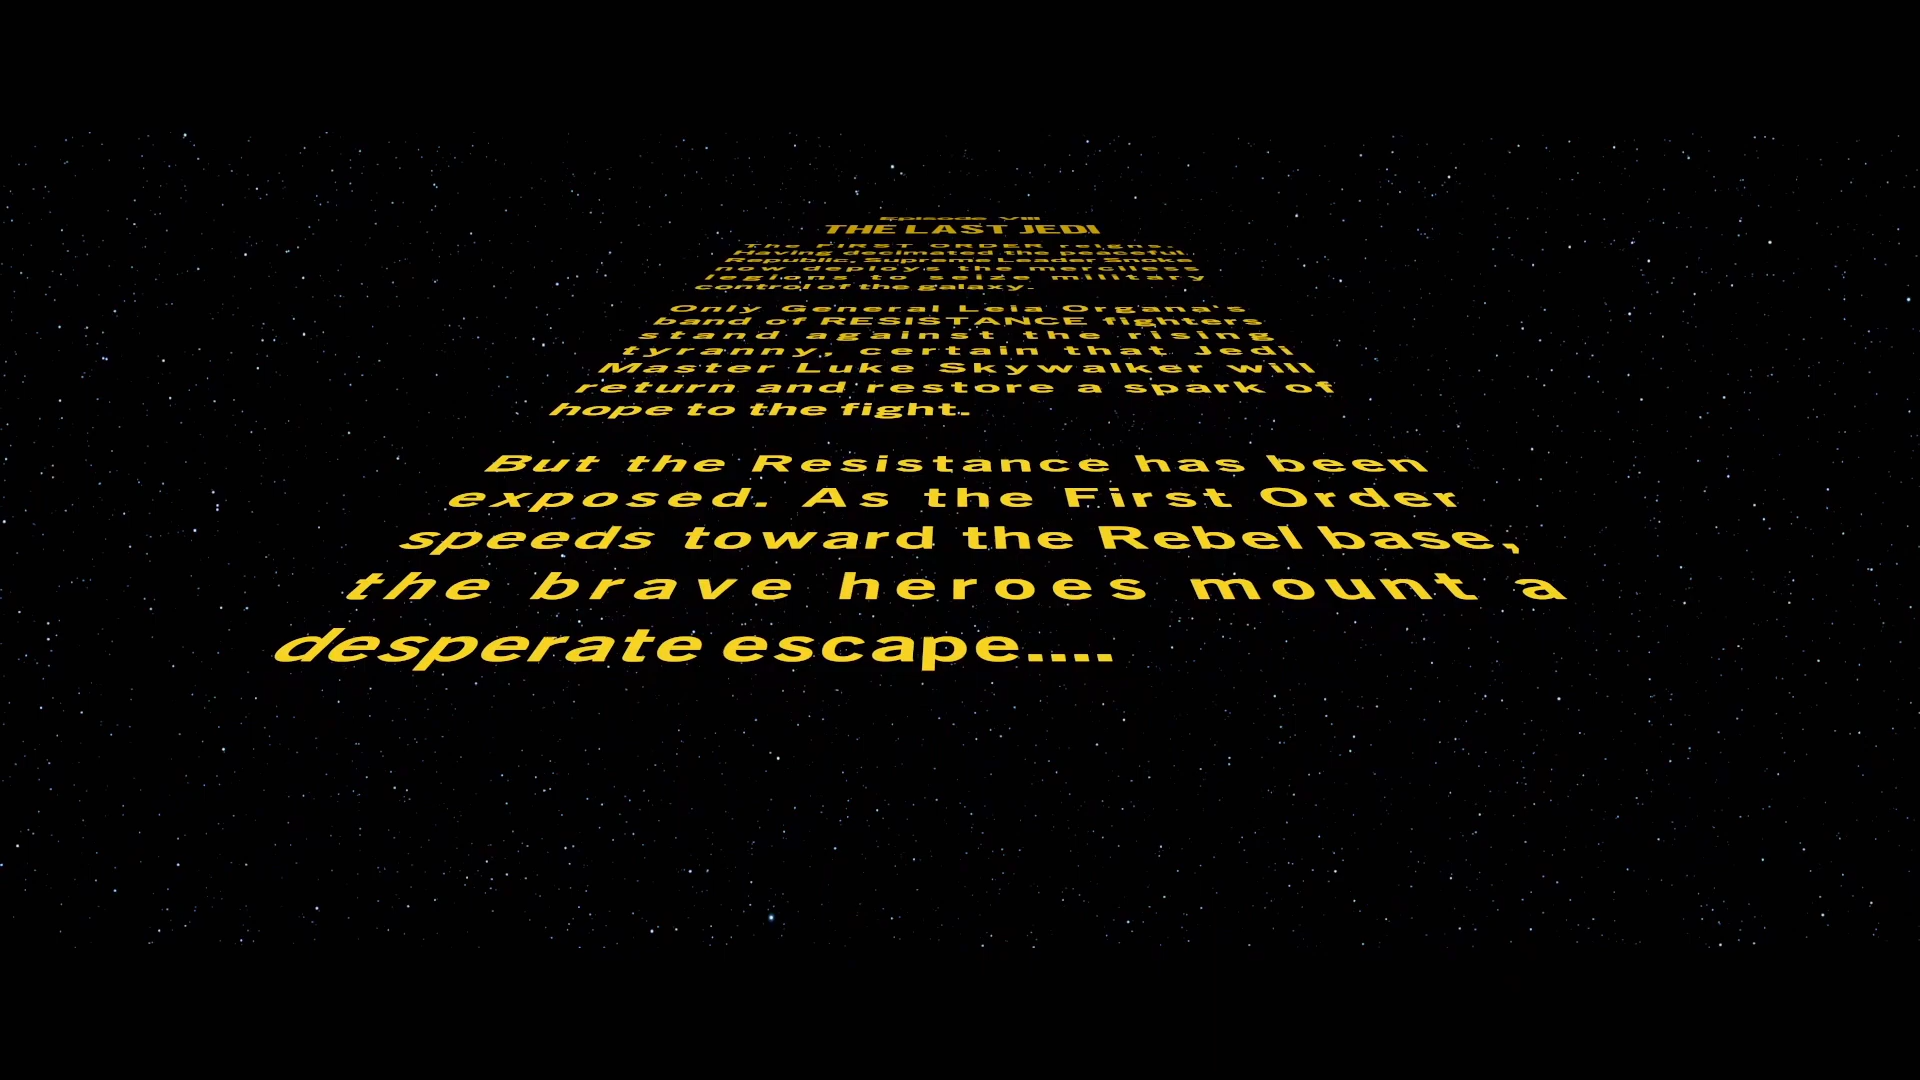 Episode VIII
THE LAST JEDI
The FIRST ORDER reigns.
Having decimated the peaceful
Republic, Supreme Leader Snoke
now deploys the merciless
legions to seize military
control of the galaxy.
Only General Leia Organa's
band of RESISTANCE fighters
stand against the rising
tyranny, certain that Jedi
Master Luke Skywalker will
return and restore a spark of
hope to the fight.
But the Resistance has been
exposed. As the First Order
speeds toward the Rebel base,
the brave heroes mount a
desperate escape....